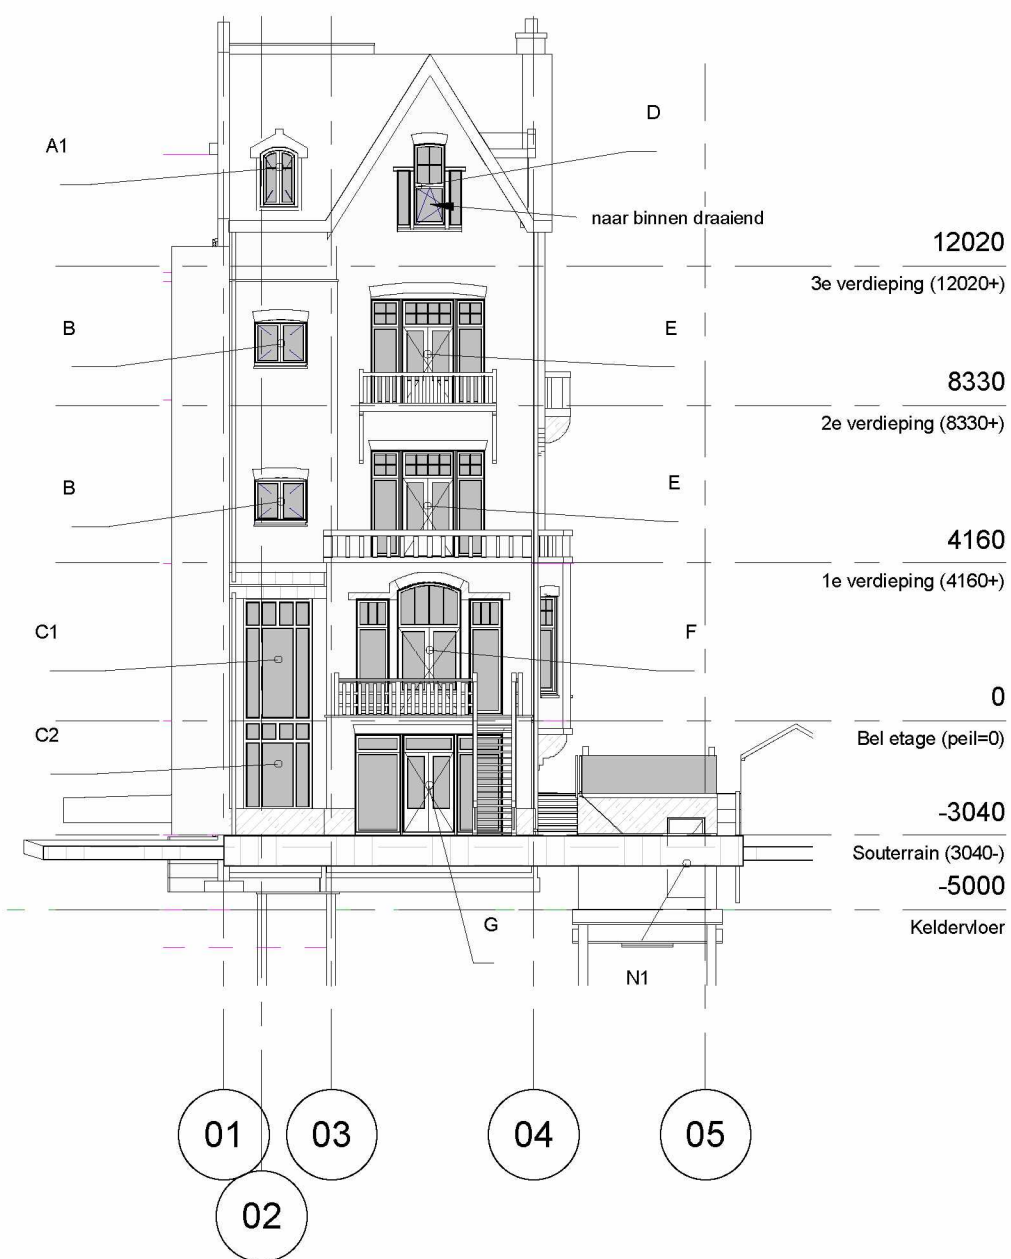 D
A1
naar binnen draaiend
12020
3e verdieping (12020+)
B
E
8330
2e verdieping (8330+)
B
E
4160
1e verdieping (4160+)
C1
F
0
C2
Bel etage (peil=0)
-3040
Souterrain (3040-)
-5000
G
Keldervloer
N1
01
03
04
05
02